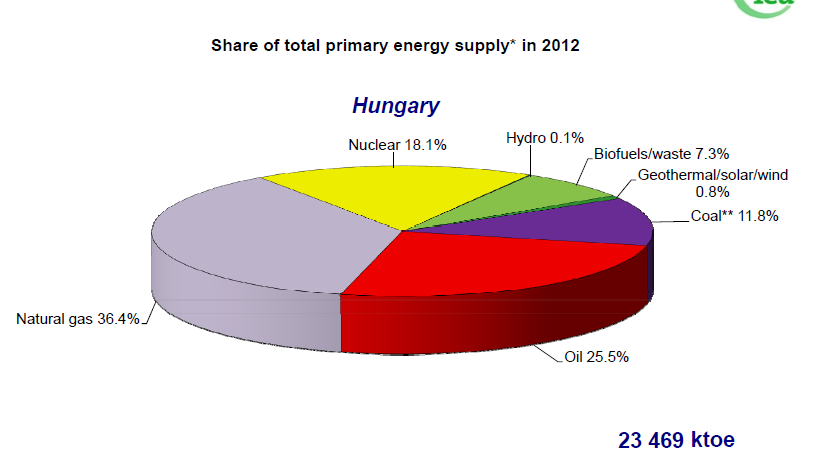 iea
Share of total primary energy supply* in 2012
Hungary
Nuclear 18.1%
Hydro 0.1%
Biofuels/waste 7.3%
Geothermal/solar/wind
0.8%
Coal** 11.8%
Natural gas 36.4%
Oil 25.5%
23 469 ktoe